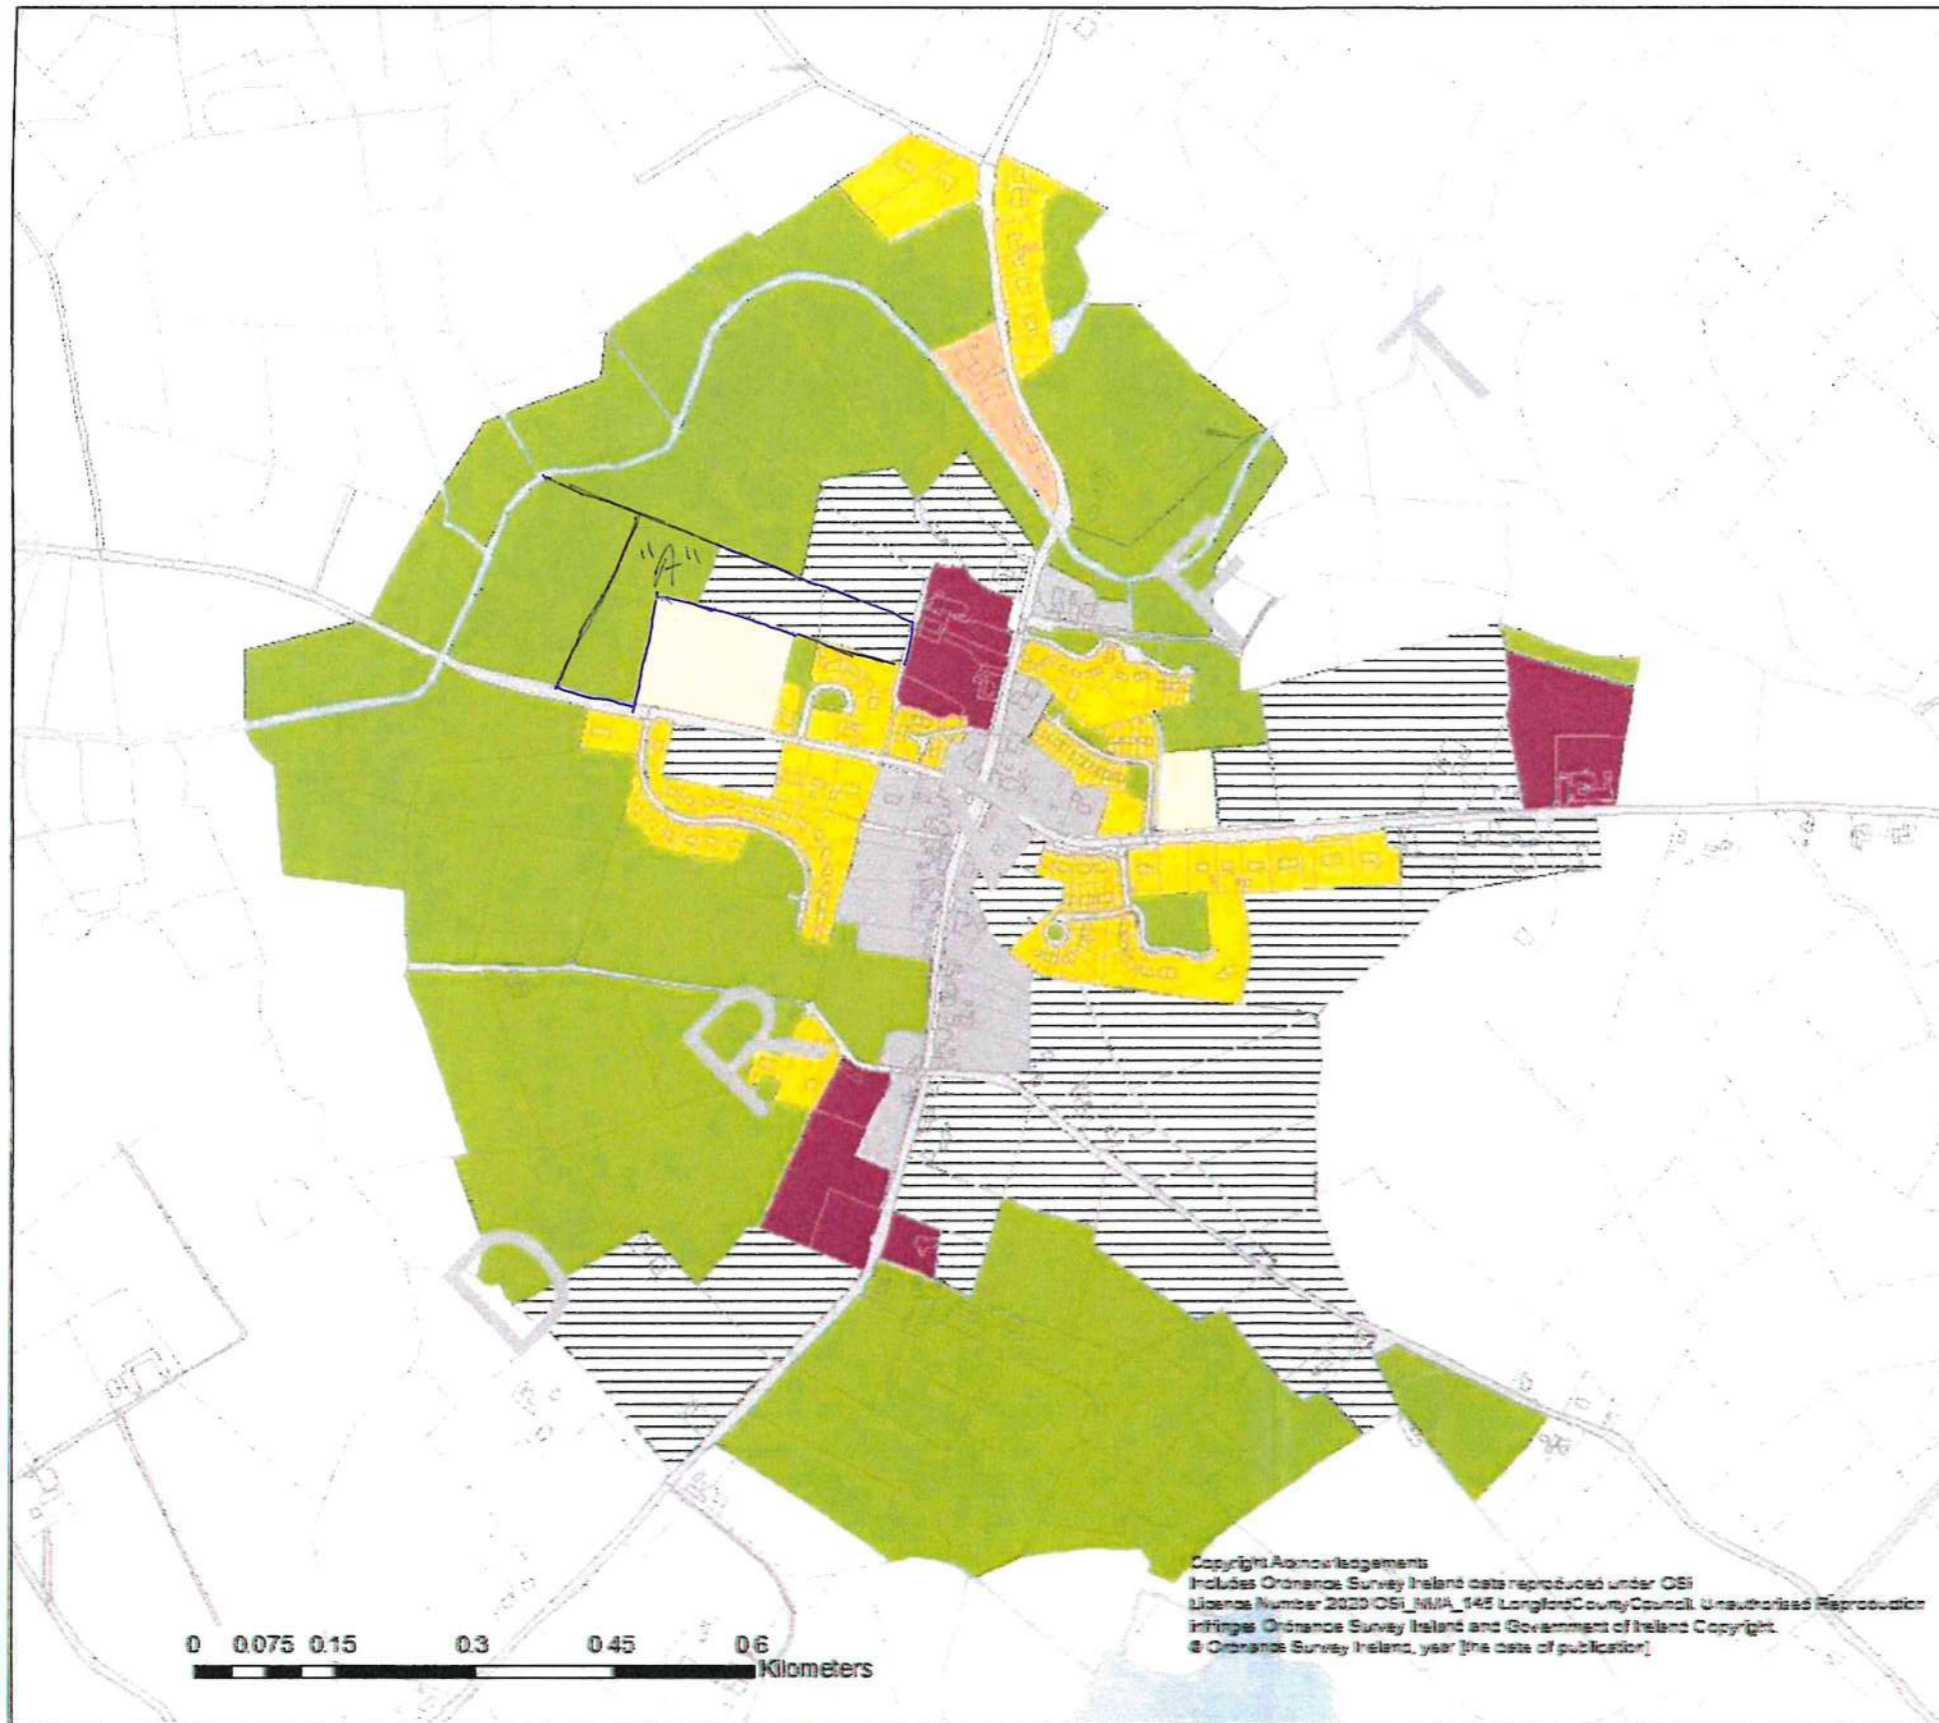 "A"
DRAFT
Copyright Acknowledgements
Includes Ordnance Survey Ireland data reproduced under OSi
Licence Number 2020/OSi_NMA_145 LongfordCountyCouncil. Unauthorised Reproduction
infringes Ordnance Survey Ireland and Government of Ireland Copyright.
© Ordnance Survey Ireland, year [the date of publication]
0 0.075 0.15 0.3 0.45 0.6
Kilometers